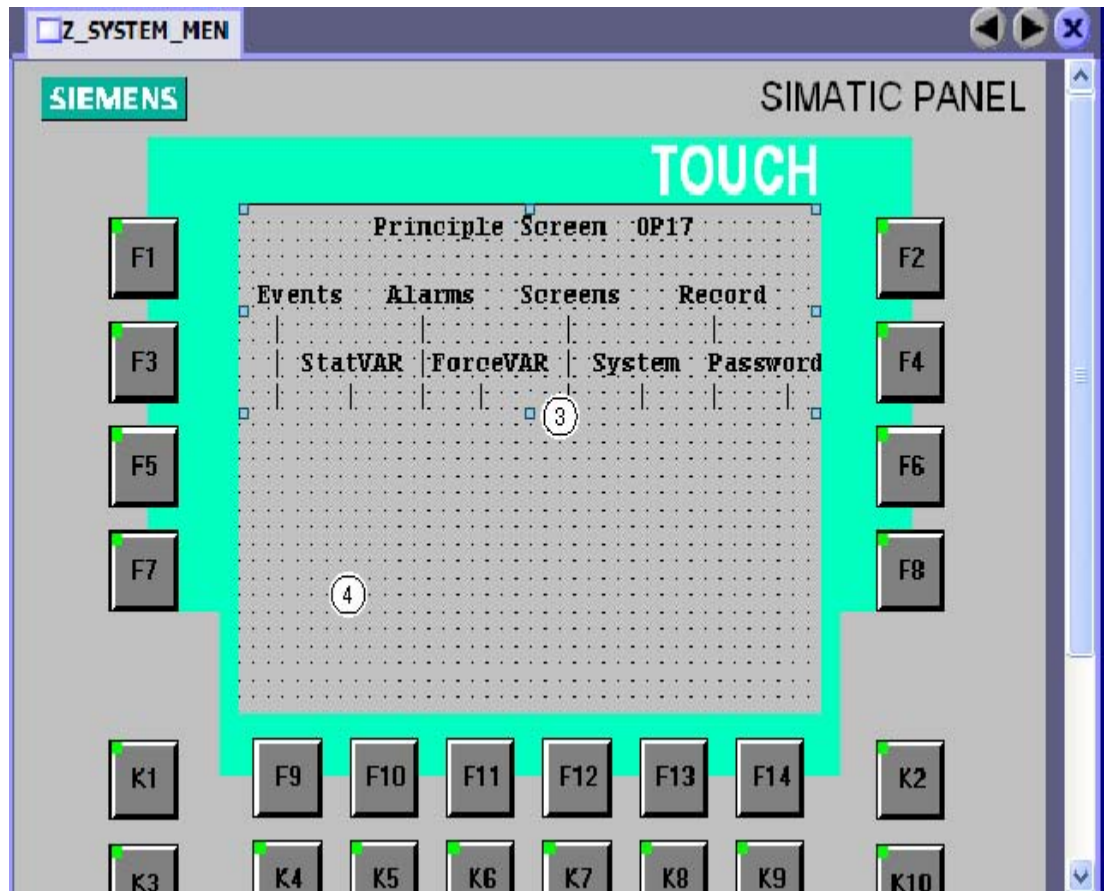 Z_SYSTEM_MEN
SIEMENS
SIMATIC PANEL
TOUCH
Principle Screen OP17
F1 F2
Events Alarms Screens Record
F3 StatVAR ForceVAR System Password F4
3
F5 F6
F7 F8
4
K1 F9 F10 F11 F12 F13 F14 K2
K3 K4 K5 K6 K7 K8 K9 K10